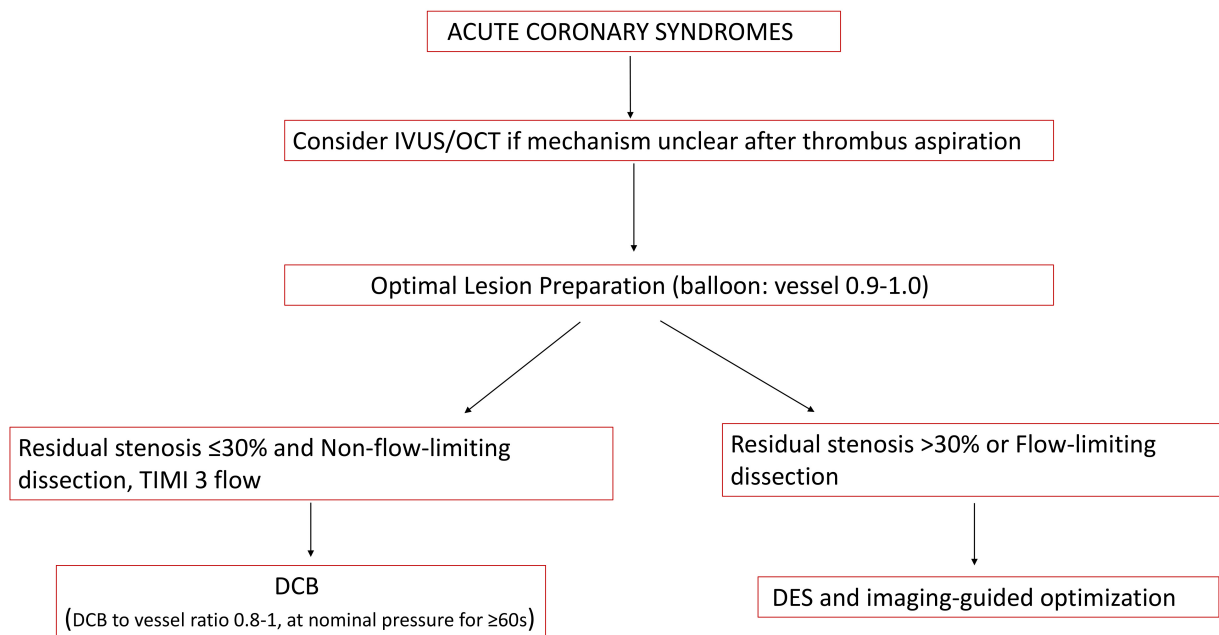 ACUTE CORONARY SYNDROMES
Consider IVUS/OCT if mechanism unclear after thrombus aspiration
Optimal Lesion Preparation (balloon: vessel 0.9-1.0)
Residual stenosis ≤30% and Non-flow-limiting
dissection, TIMI 3 flow
Residual stenosis >30% or Flow-limiting
dissection
DCB
(DCB to vessel ratio 0.8-1, at nominal pressure for ≥60s)
DES and imaging-guided optimization